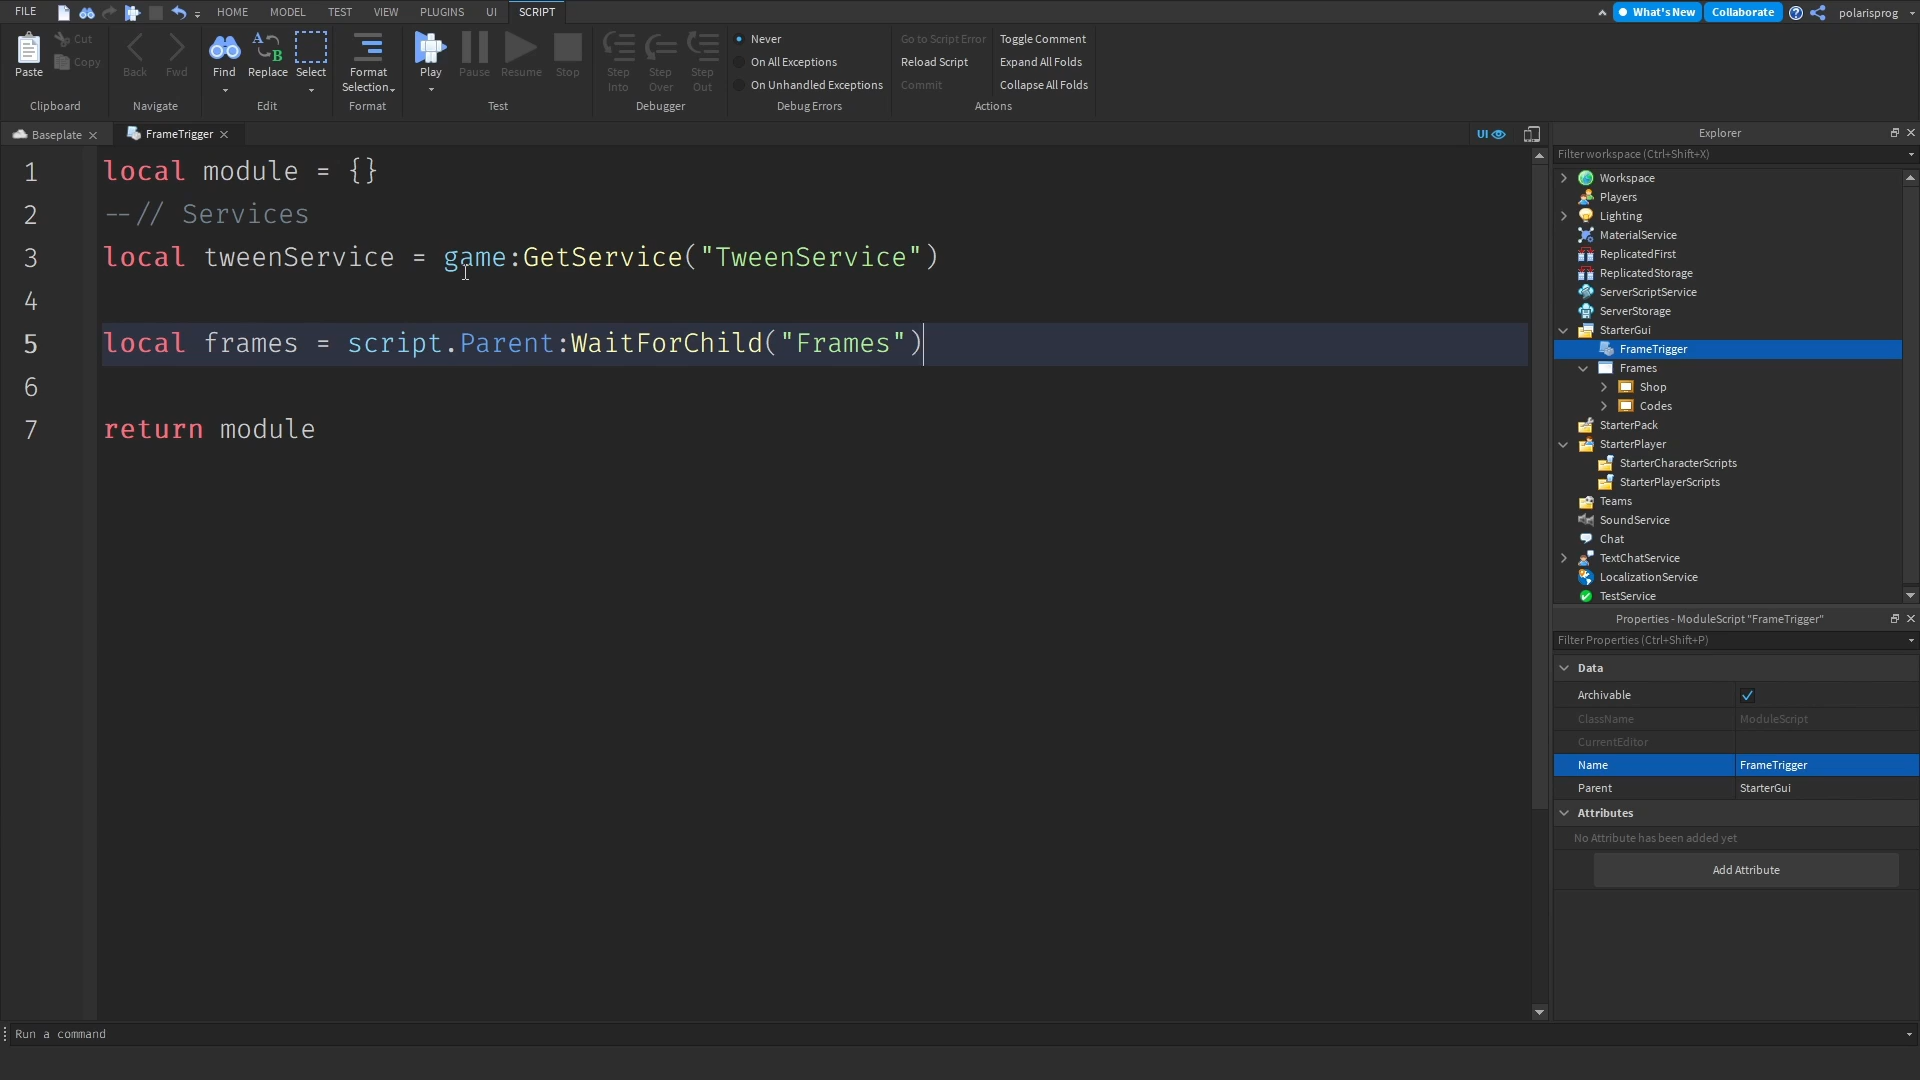 FILE
HOME
MODEL
TEST
VIEW
PLUGINS
UI
SCRIPT
What's New
Collaborate
polarisprog
Paste
Cut
Copy
Clipboard
Back
Fwd
Navigate
Find
Replace
Select
Edit
Format
Selection
Format
Play
Pause
Resume
Stop
Test
Step
Into
Step
Over
Step
Out
Debugger
Never
On All Exceptions
On Unhandled Exceptions
Debug Errors
Go to Script Error
Reload Script
Commit
Toggle Comment
Expand All Folds
Collapse All Folds
Actions
Baseplate
FrameTrigger
UI
1 local module = {}
2 --// Services
3 local tweenService = game:GetService("TweenService")
4
5 local frames = script.Parent:WaitForChild("Frames")
6
7 return module
Explorer
Filter workspace (Ctrl+Shift+X)
Workspace
Players
Lighting
MaterialService
ReplicatedFirst
ReplicatedStorage
ServerScriptService
ServerStorage
StarterGui
FrameTrigger
Frames
Shop
Codes
StarterPack
StarterPlayer
StarterCharacterScripts
StarterPlayerScripts
Teams
SoundService
Chat
TextChatService
LocalizationService
TestService
Properties - ModuleScript "FrameTrigger"
Filter Properties (Ctrl+Shift+P)
Data
Archivable
ClassName ModuleScript
CurrentEditor
Name FrameTrigger
Parent StarterGui
Attributes
No Attribute has been added yet
Add Attribute
Run a command